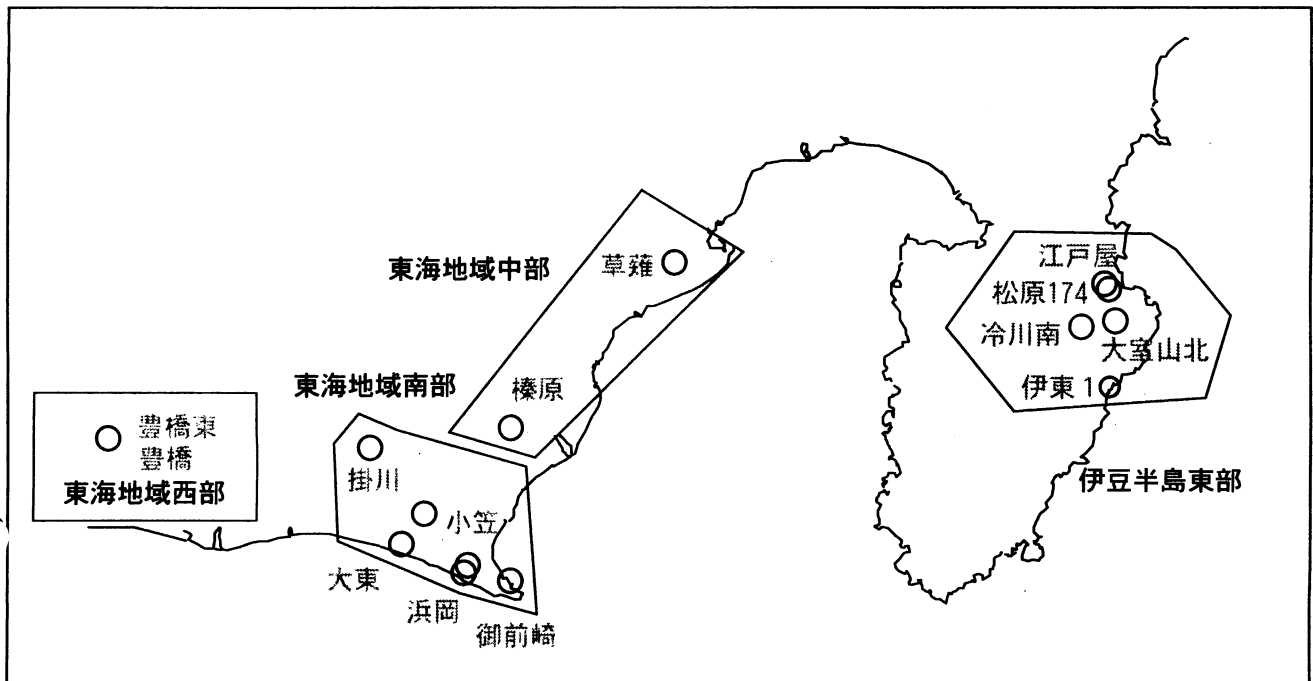 東海地域中部
草薙
榛原
東海地域南部
掛川
小笠
大東
浜岡
御前崎
豊橋東
豊橋
東海地域西部
江戸屋
松原174
冷川南
大室山北
伊東1
伊豆半島東部